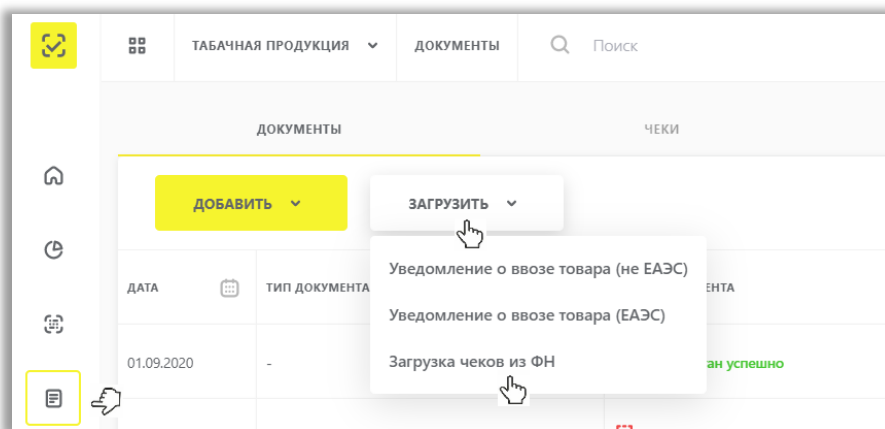 ТАБАЧНАЯ ПРОДУКЦИЯ ДОКУМЕНТЫ Поиск
ДОКУМЕНТЫ ЧЕКИ
ДОБАВИТЬ ЗАГРУЗИТЬ
Уведомление о ввозе товара (не ЕАЭС)
ДАТА ТИП ДОКУМЕНТА ЕНТА
Уведомление о ввозе товара (ЕАЭС)
Загрузка чеков из ФН
01.09.2020 - ан успешно